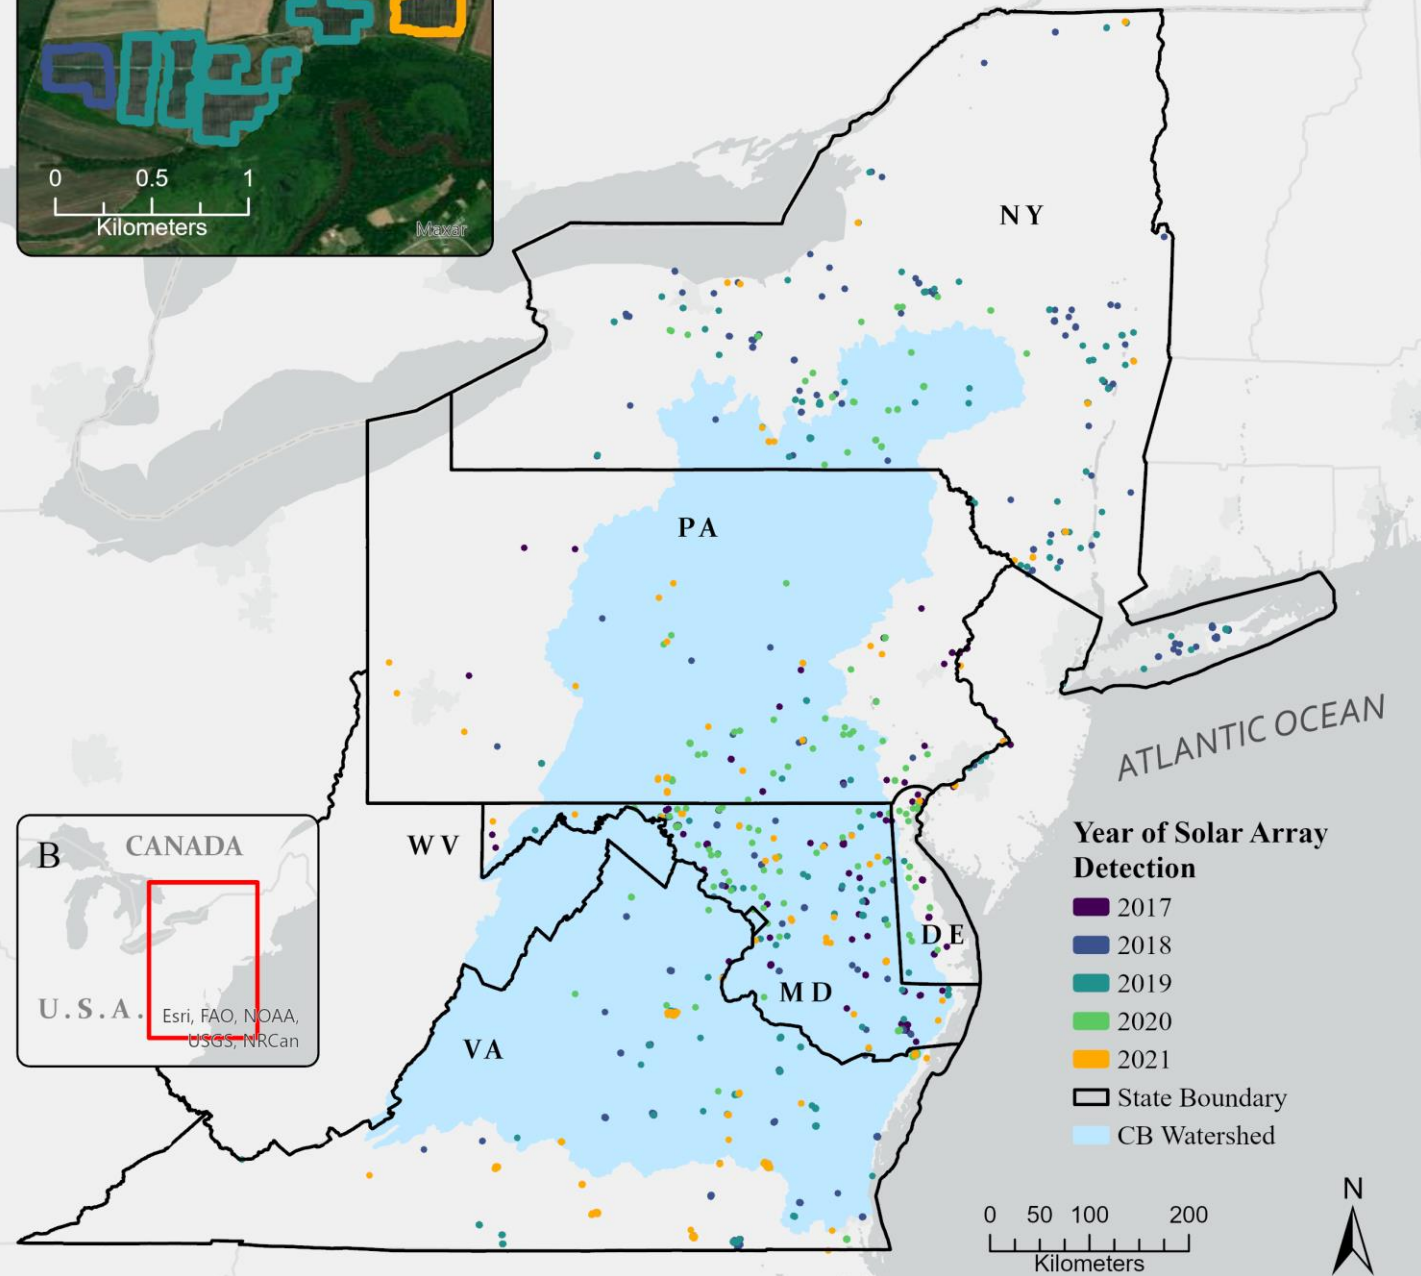 0 0.5 1
Kilometers
Maxar
NY
PA
WV
DE
MD
VA
ATLANTIC OCEAN
B
CANADA
U.S.A.
Esri, FAO, NOAA,
USGS, NRCan
Year of Solar Array
Detection
2017
2018
2019
2020
2021
State Boundary
CB Watershed
0 50 100 200
Kilometers
N